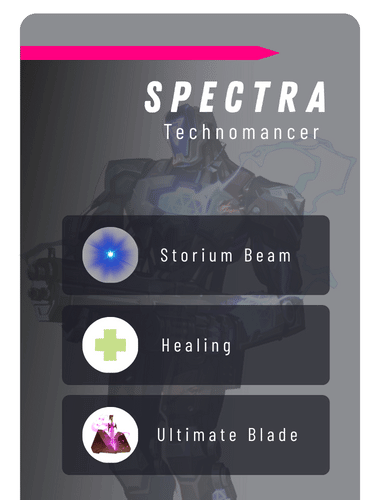 SPECTRA
Technomancer
Storium Beam
Healing
Ultimate Blade